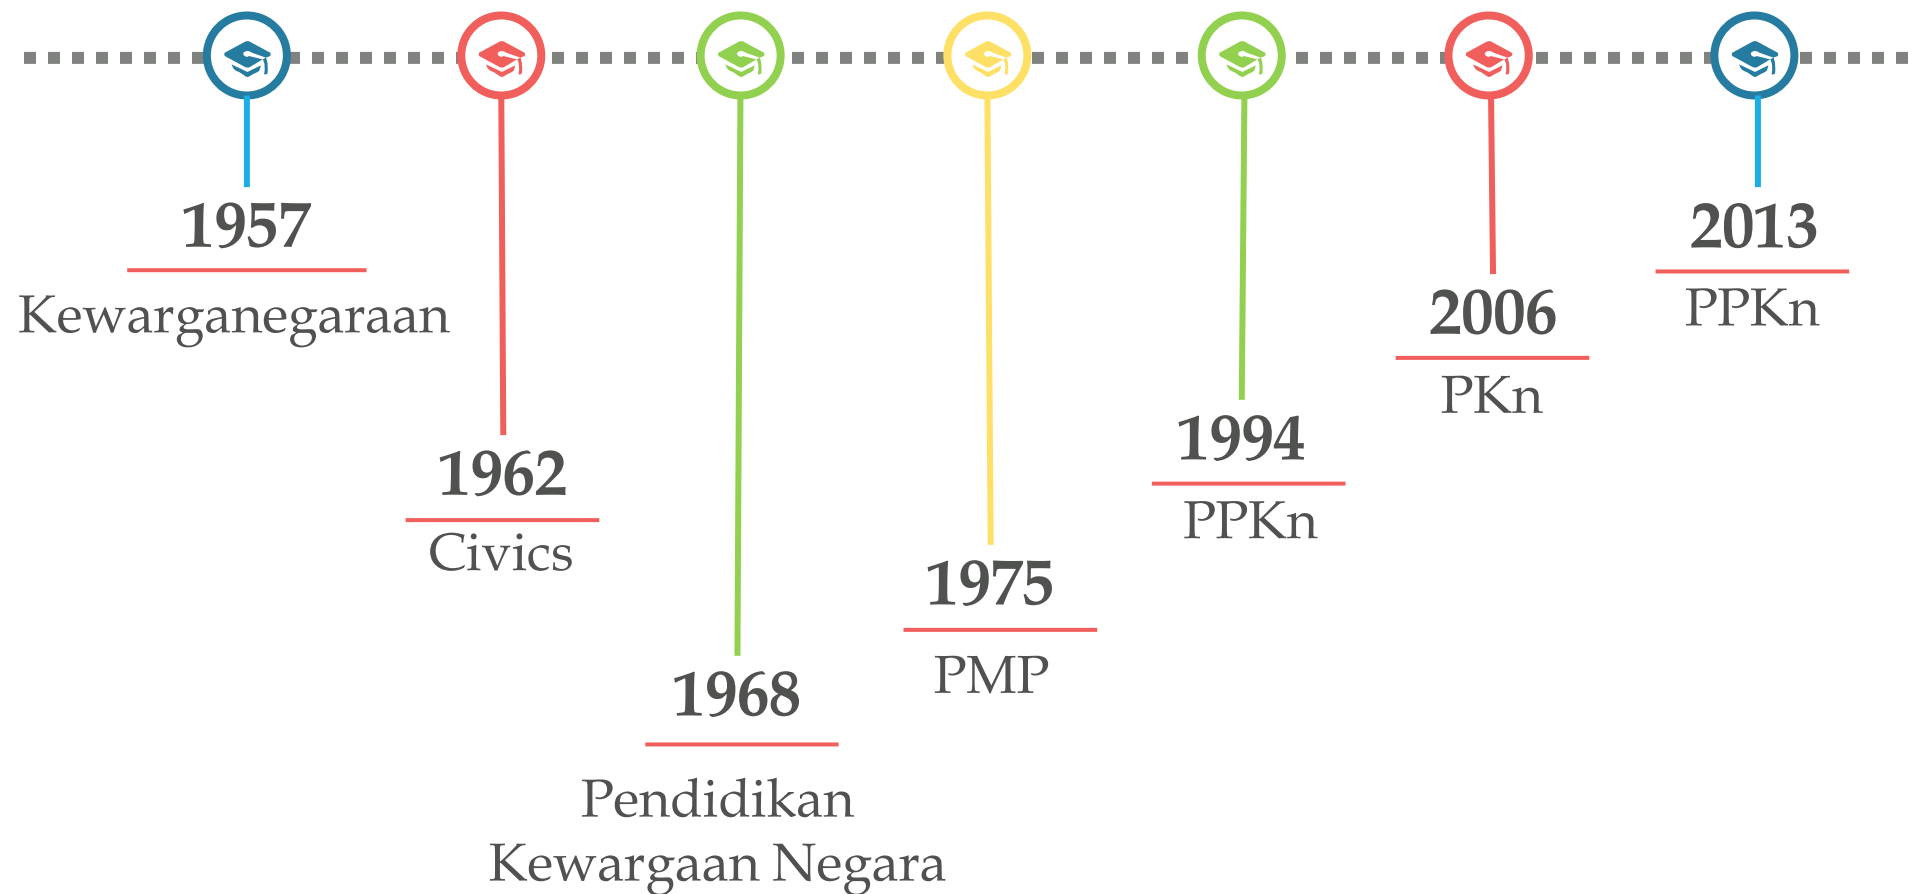 1957
Kewarganegaraan
1962
Civics
1968
Pendidikan
Kewargaan Negara
1975
PMP
1994
PPKn
2006
PKn
2013
PPKn